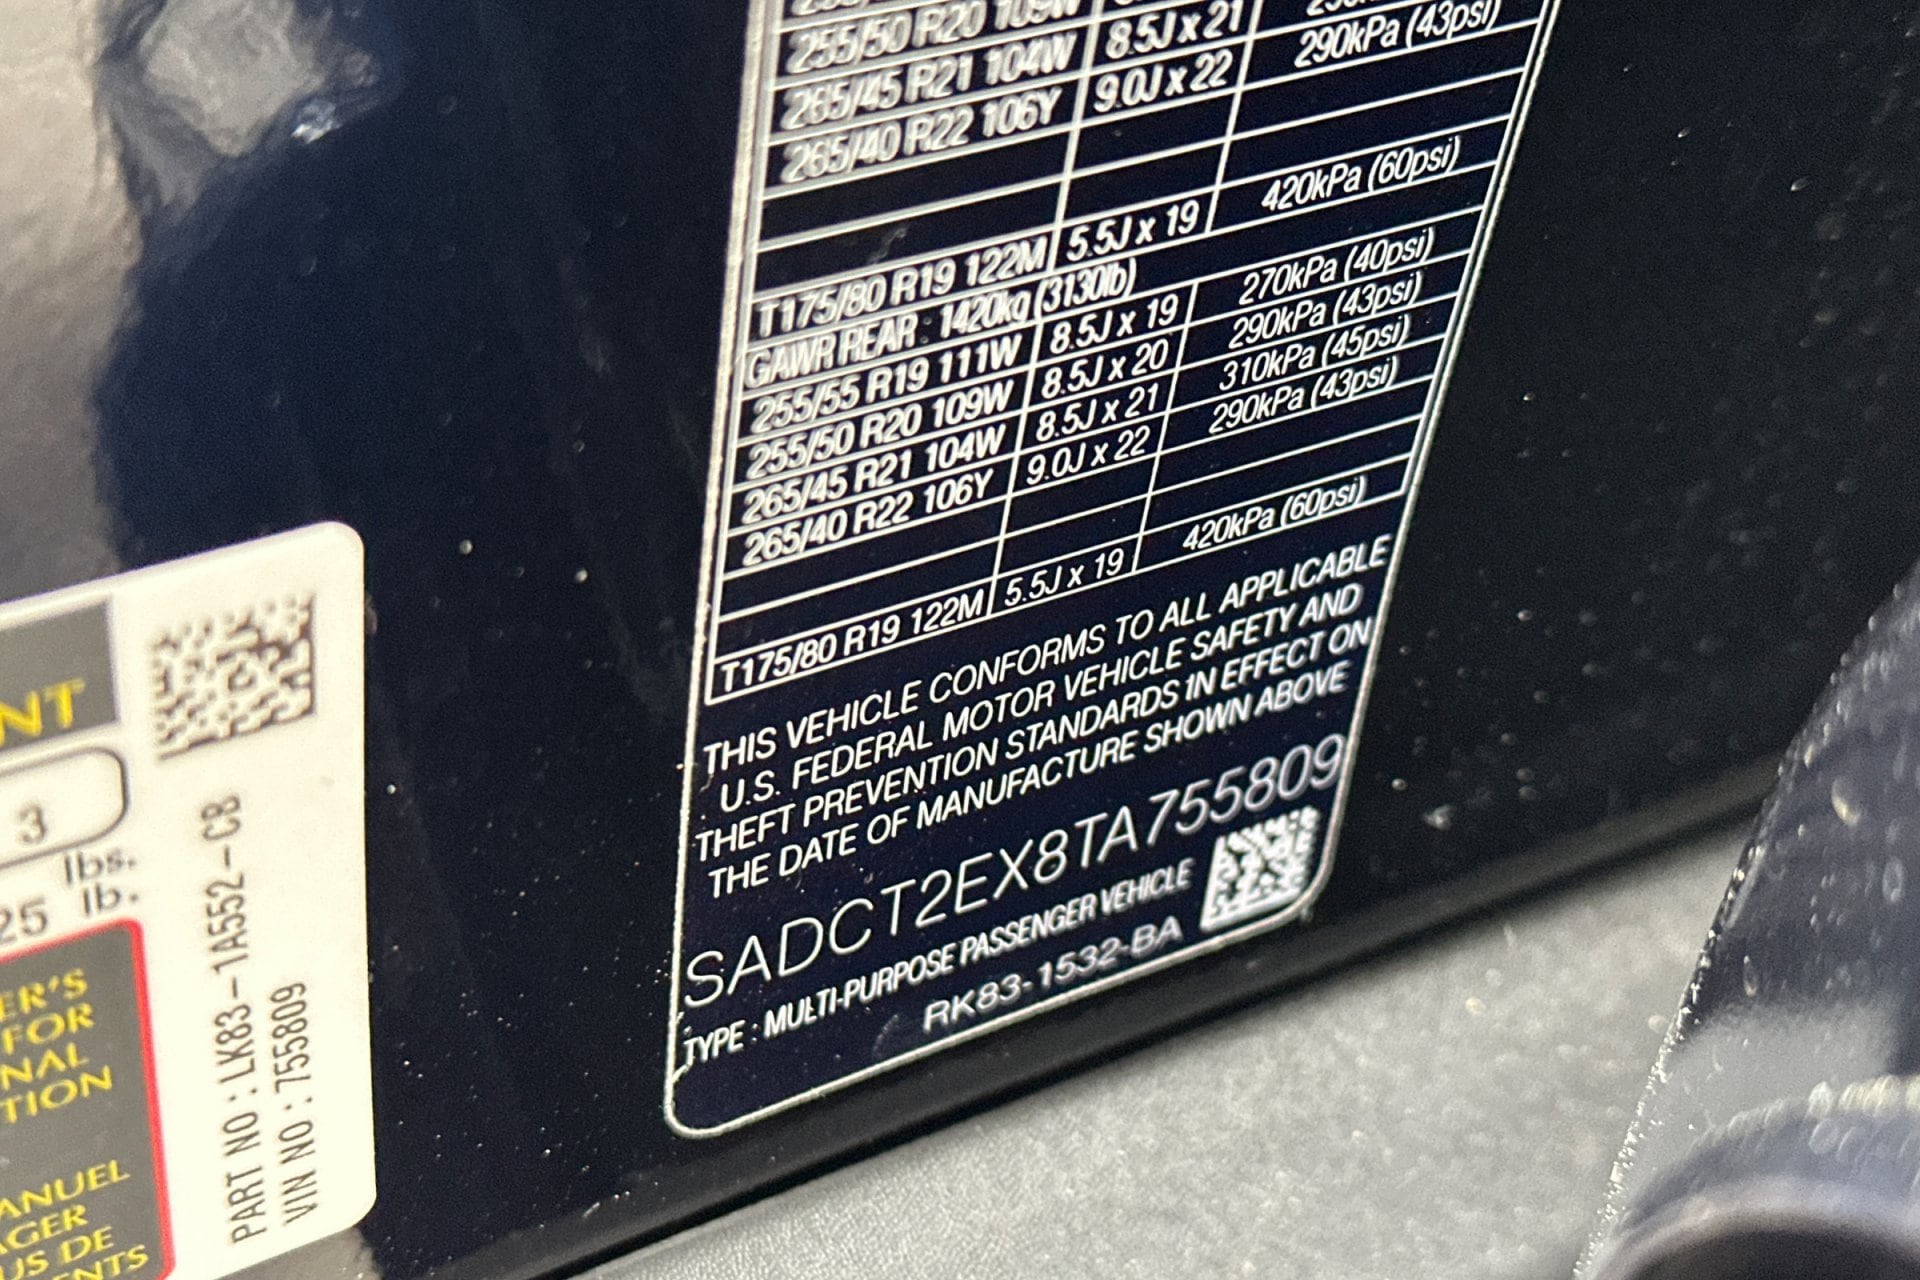 255/50 R20 109W
265/45 R21 104W 8.5J x 21
265/40 R22 106Y 9.0J x 22 290kPa (43psi)
T175/80 R19 122M 5.5J x 19 420kPa (60psi)
GAWR REAR : 1420kg (3130lb)
255/55 R19 111W 8.5J x 19 270kPa (40psi)
255/50 R20 109W 8.5J x 20 290kPa (43psi)
265/45 R21 104W 8.5J x 21 310kPa (45psi)
265/40 R22 106Y 9.0J x 22 290kPa (43psi)
T175/80 R19 122M 5.5J x 19 420kPa (60psi)
THIS VEHICLE CONFORMS TO ALL APPLICABLE
U.S. FEDERAL MOTOR VEHICLE SAFETY AND
THEFT PREVENTION STANDARDS IN EFFECT ON
THE DATE OF MANUFACTURE SHOWN ABOVE
SADCT2EX8TA755809
TYPE : MULTI-PURPOSE PASSENGER VEHICLE
RK83-1532-BA
NT
3
lbs.
25 lb.
ER'S
FOR
NAL
TION
ANUEL
AGER
US DE
ENTS
PART NO : LK83-1A552-CB
VIN NO : 755809